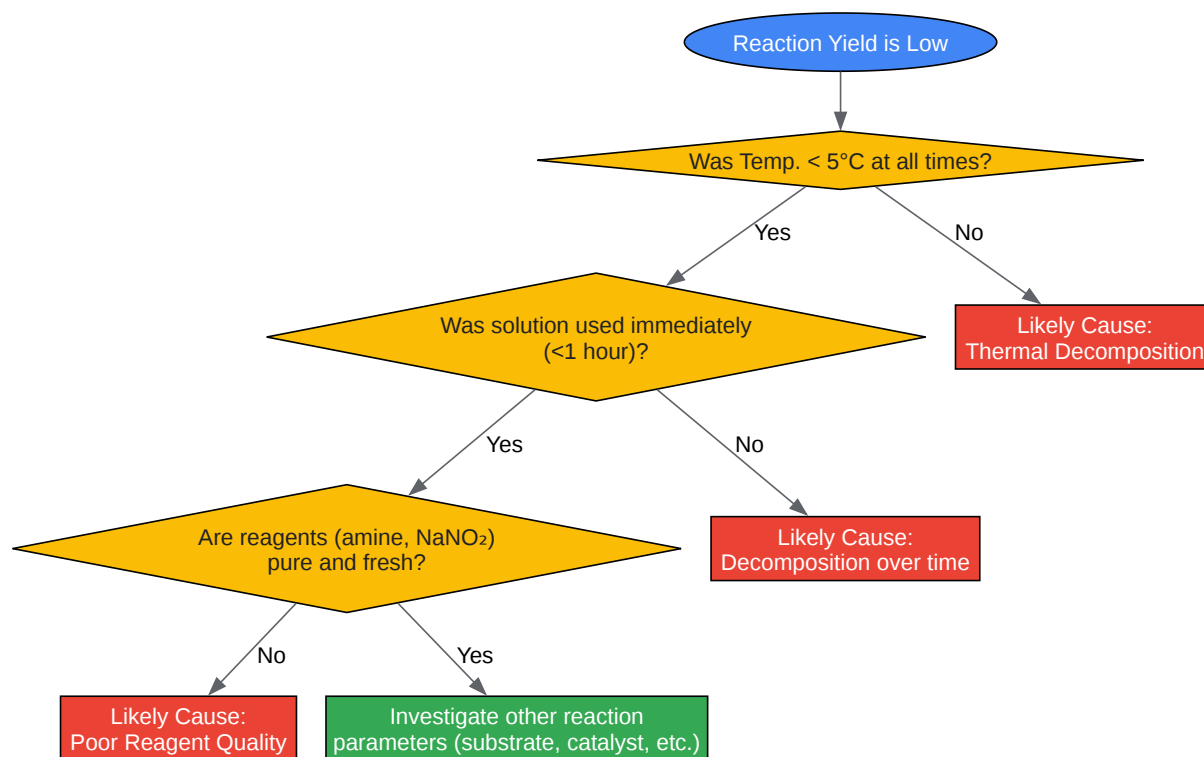 Reaction Yield is Low
Was Temp. < 5°C at all times?
Yes
No
Was solution used immediately
(<1 hour)?
Likely Cause:
Thermal Decomposition
Yes
No
Are reagents (amine, NaNO₂)
pure and fresh?
Likely Cause:
Decomposition over time
No
Yes
Likely Cause:
Poor Reagent Quality
Investigate other reaction
parameters (substrate, catalyst, etc.)